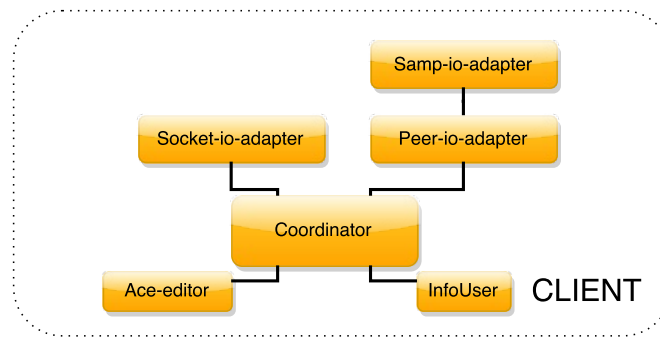 Samp-io-adapter
Socket-io-adapter
Peer-io-adapter
Coordinator
Ace-editor
InfoUser
CLIENT